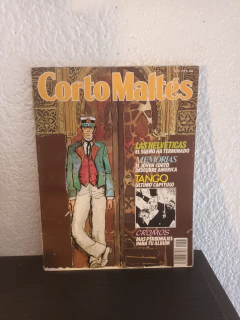 Corto Maltés
LAS HELVETICAS
EL SUEÑO HA TERMINADO
MEMORIAS
EL JOVEN CORTO
DESCUBRE AMERICA
TANGO
ULTIMO CAPITULO
CROMOS
MAS PERSONAJES
PARA TU ALBUM